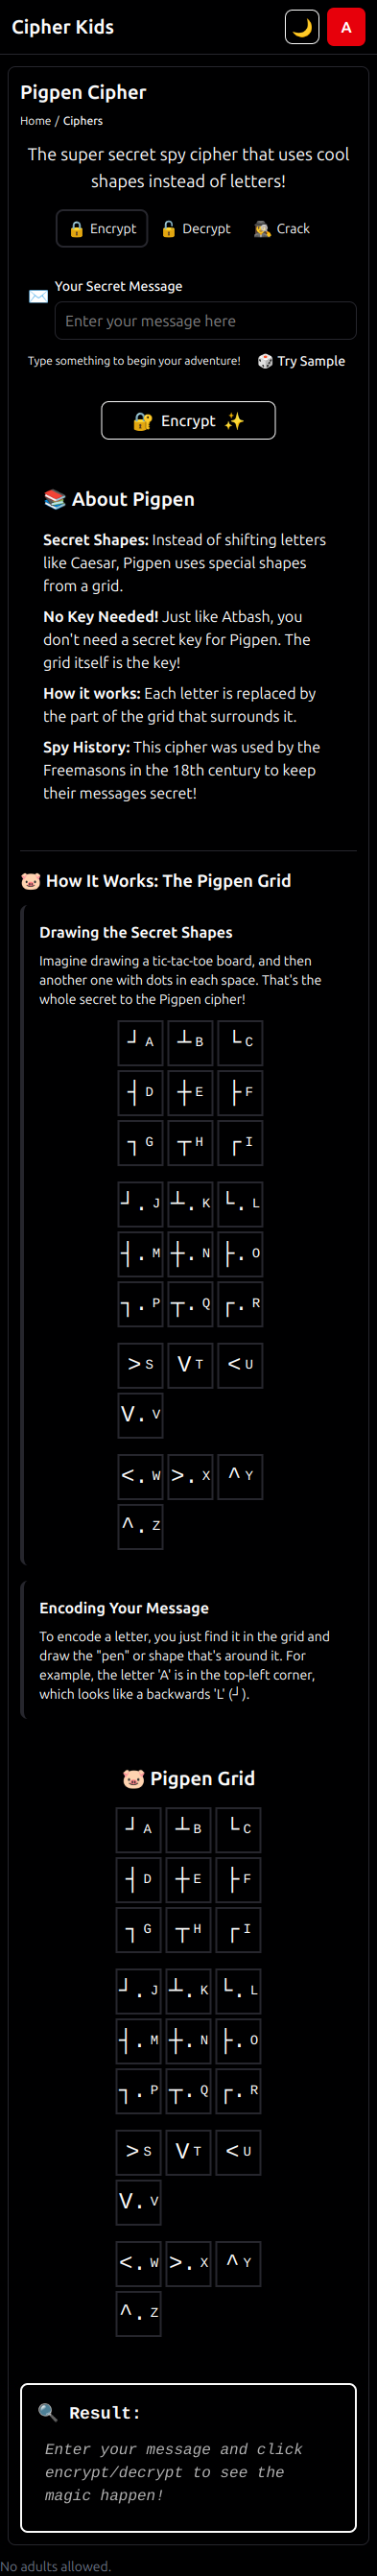 Cipher Kids 🌙 A
Pigpen Cipher
Home / Ciphers
The super secret spy cipher that uses cool
shapes instead of letters!
🔒 Encrypt 🔓 Decrypt 🕵️ Crack
✉️ Your Secret Message
Enter your message here
Type something to begin your adventure! 🎲 Try Sample
🔐 Encrypt ✨
📚 About Pigpen
Secret Shapes: Instead of shifting letters
like Caesar, Pigpen uses special shapes
from a grid.
No Key Needed! Just like Atbash, you
don't need a secret key for Pigpen. The
grid itself is the key!
How it works: Each letter is replaced by
the part of the grid that surrounds it.
Spy History: This cipher was used by the
Freemasons in the 18th century to keep
their messages secret!
🐷 How It Works: The Pigpen Grid
Drawing the Secret Shapes
Imagine drawing a tic-tac-toe board, and then
another one with dots in each space. That's the
whole secret to the Pigpen cipher!
┘ A ┴ B └ C
┤ D ┼ E ├ F
┐ G ┬ H ┌ I
┘. J ┴. K └. L
┤. M ┼. N ├. O
┐. P ┬. Q ┌. R
> S V T < U
V. V
<. W >. X ^ Y
^. Z
Encoding Your Message
To encode a letter, you just find it in the grid and
draw the "pen" or shape that's around it. For
example, the letter 'A' is in the top-left corner,
which looks like a backwards 'L' (┘).
🐷 Pigpen Grid
┘ A ┴ B └ C
┤ D ┼ E ├ F
┐ G ┬ H ┌ I
┘. J ┴. K └. L
┤. M ┼. N ├. O
┐. P ┬. Q ┌. R
> S V T < U
V. V
<. W >. X ^ Y
^. Z
🔍 Result:
Enter your message and click
encrypt/decrypt to see the
magic happen!
No adults allowed.